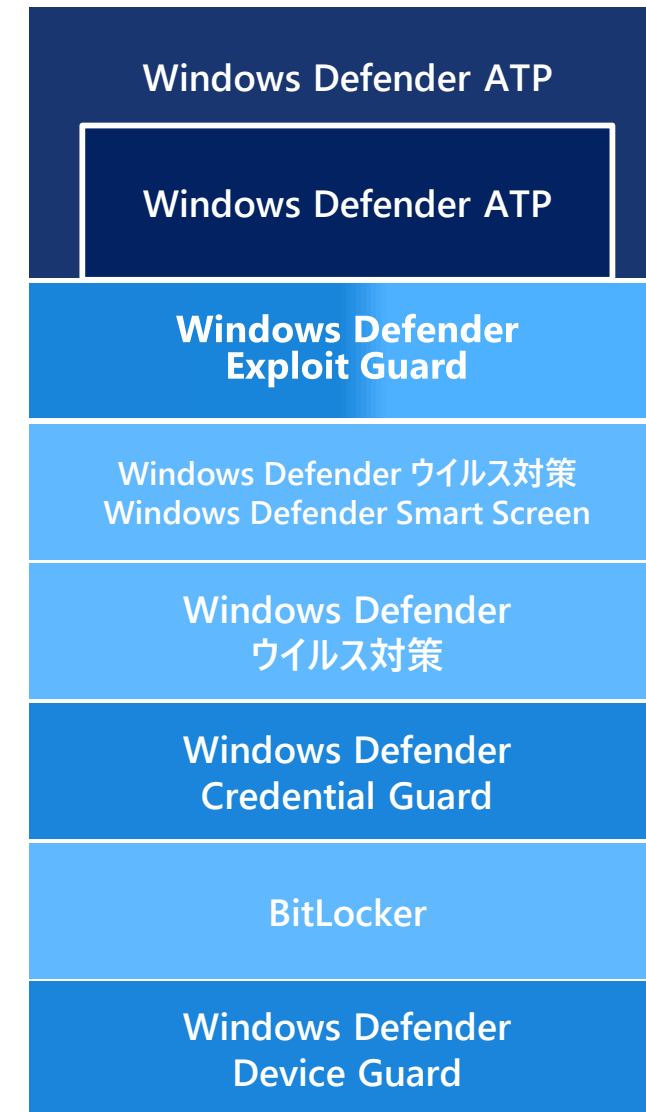 Windows Defender ATP
Windows Defender ATP
Windows Defender
Exploit Guard
Windows Defender ウイルス対策
Windows Defender Smart Screen
Windows Defender
ウイルス対策
Windows Defender
Credential Guard
BitLocker
Windows Defender
Device Guard